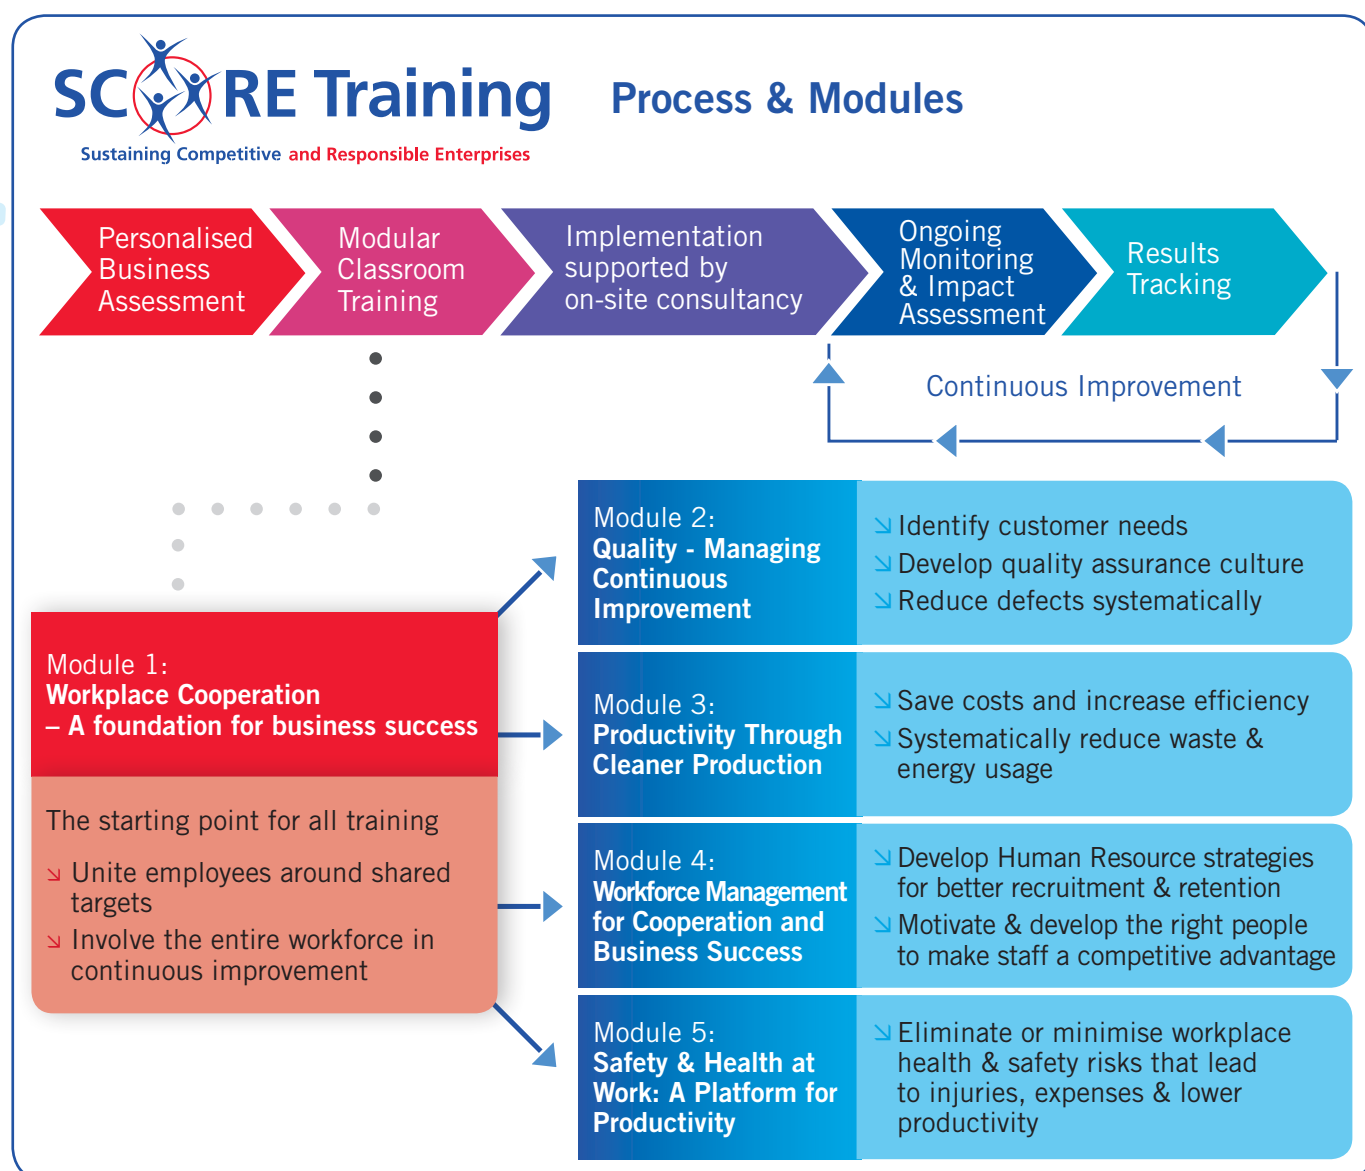 SCORE Training
Process & Modules
Sustaining Competitive and Responsible Enterprises
Personalised
Business
Assessment
Modular
Classroom
Training
Implementation
supported by
on-site consultancy
Ongoing
Monitoring
& Impact
Assessment
Results
Tracking
Continuous Improvement
Module 1:
Workplace Cooperation
– A foundation for business success
The starting point for all training
Unite employees around shared
targets
Involve the entire workforce in
continuous improvement
Module 2:
Quality - Managing
Continuous
Improvement
Identify customer needs
Develop quality assurance culture
Reduce defects systematically
Module 3:
Productivity Through
Cleaner Production
Save costs and increase efficiency
Systematically reduce waste &
energy usage
Module 4:
Workforce Management
for Cooperation and
Business Success
Develop Human Resource strategies
for better recruitment & retention
Motivate & develop the right people
to make staff a competitive advantage
Module 5:
Safety & Health at
Work: A Platform for
Productivity
Eliminate or minimise workplace
health & safety risks that lead
to injuries, expenses & lower
productivity